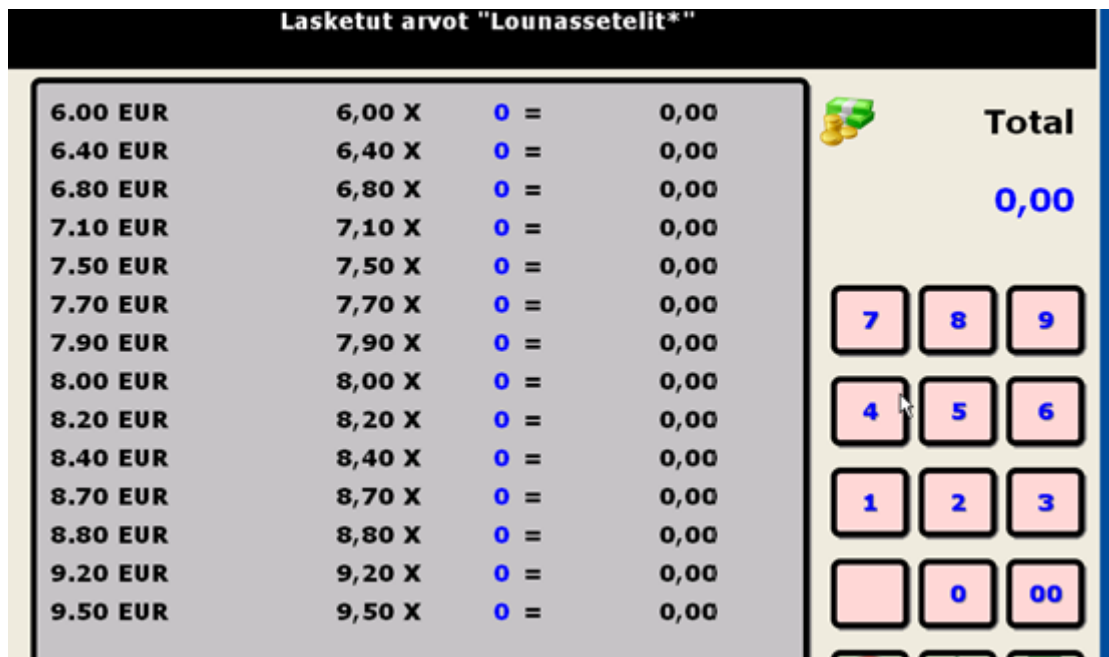 Lasketut arvot "Lounassetelit*"
6.00 EUR 6,00 X 0 = 0,00
6.40 EUR 6,40 X 0 = 0,00
6.80 EUR 6,80 X 0 = 0,00
7.10 EUR 7,10 X 0 = 0,00
7.50 EUR 7,50 X 0 = 0,00
7.70 EUR 7,70 X 0 = 0,00
7.90 EUR 7,90 X 0 = 0,00
8.00 EUR 8,00 X 0 = 0,00
8.20 EUR 8,20 X 0 = 0,00
8.40 EUR 8,40 X 0 = 0,00
8.70 EUR 8,70 X 0 = 0,00
8.80 EUR 8,80 X 0 = 0,00
9.20 EUR 9,20 X 0 = 0,00
9.50 EUR 9,50 X 0 = 0,00
Total
0,00
7 8 9
4 5 6
1 2 3
0 00